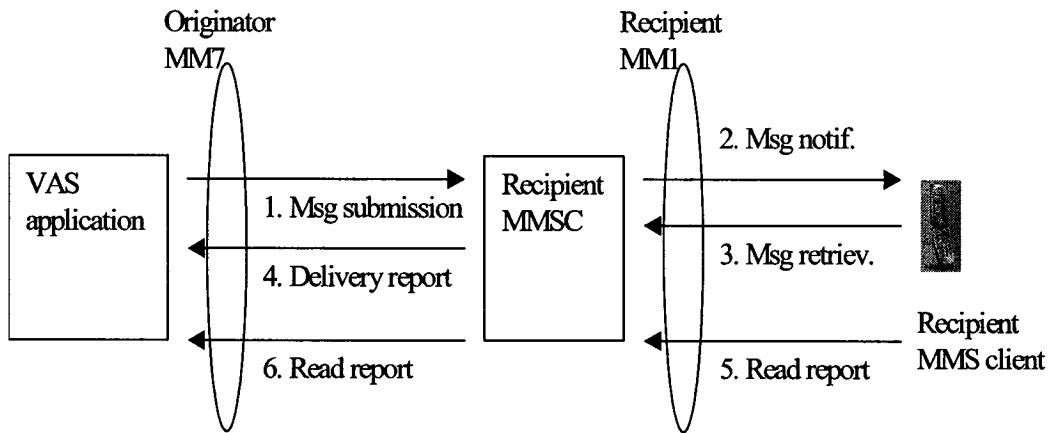 Originator
MM7
Recipient
MM1
VAS
application
1. Msg submission
4. Delivery report
6. Read report
Recipient
MMSC
2. Msg notif.
3. Msg retriev.
5. Read report
Recipient
MMS client